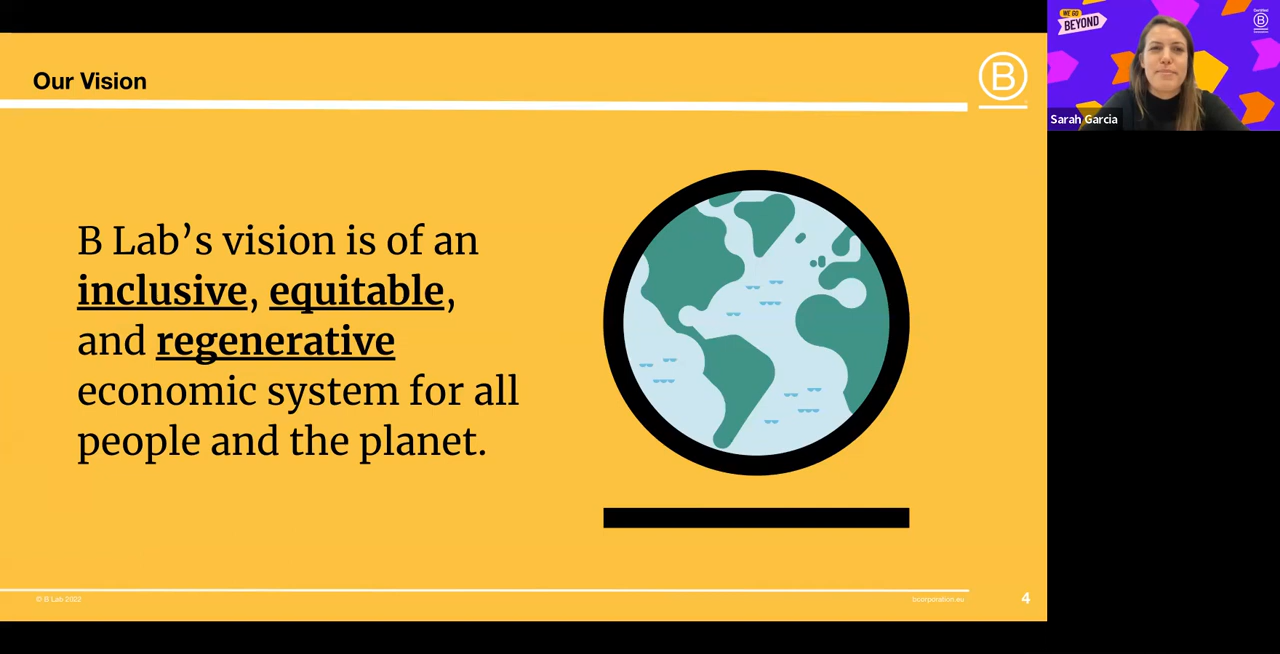 Our Vision
B
B Lab’s vision is of an
inclusive, equitable,
and regenerative
economic system for all
people and the planet.
© B Lab 2022
bcorporation.eu
4
WE GO
BEYOND
Certified
B
Sarah Garcia